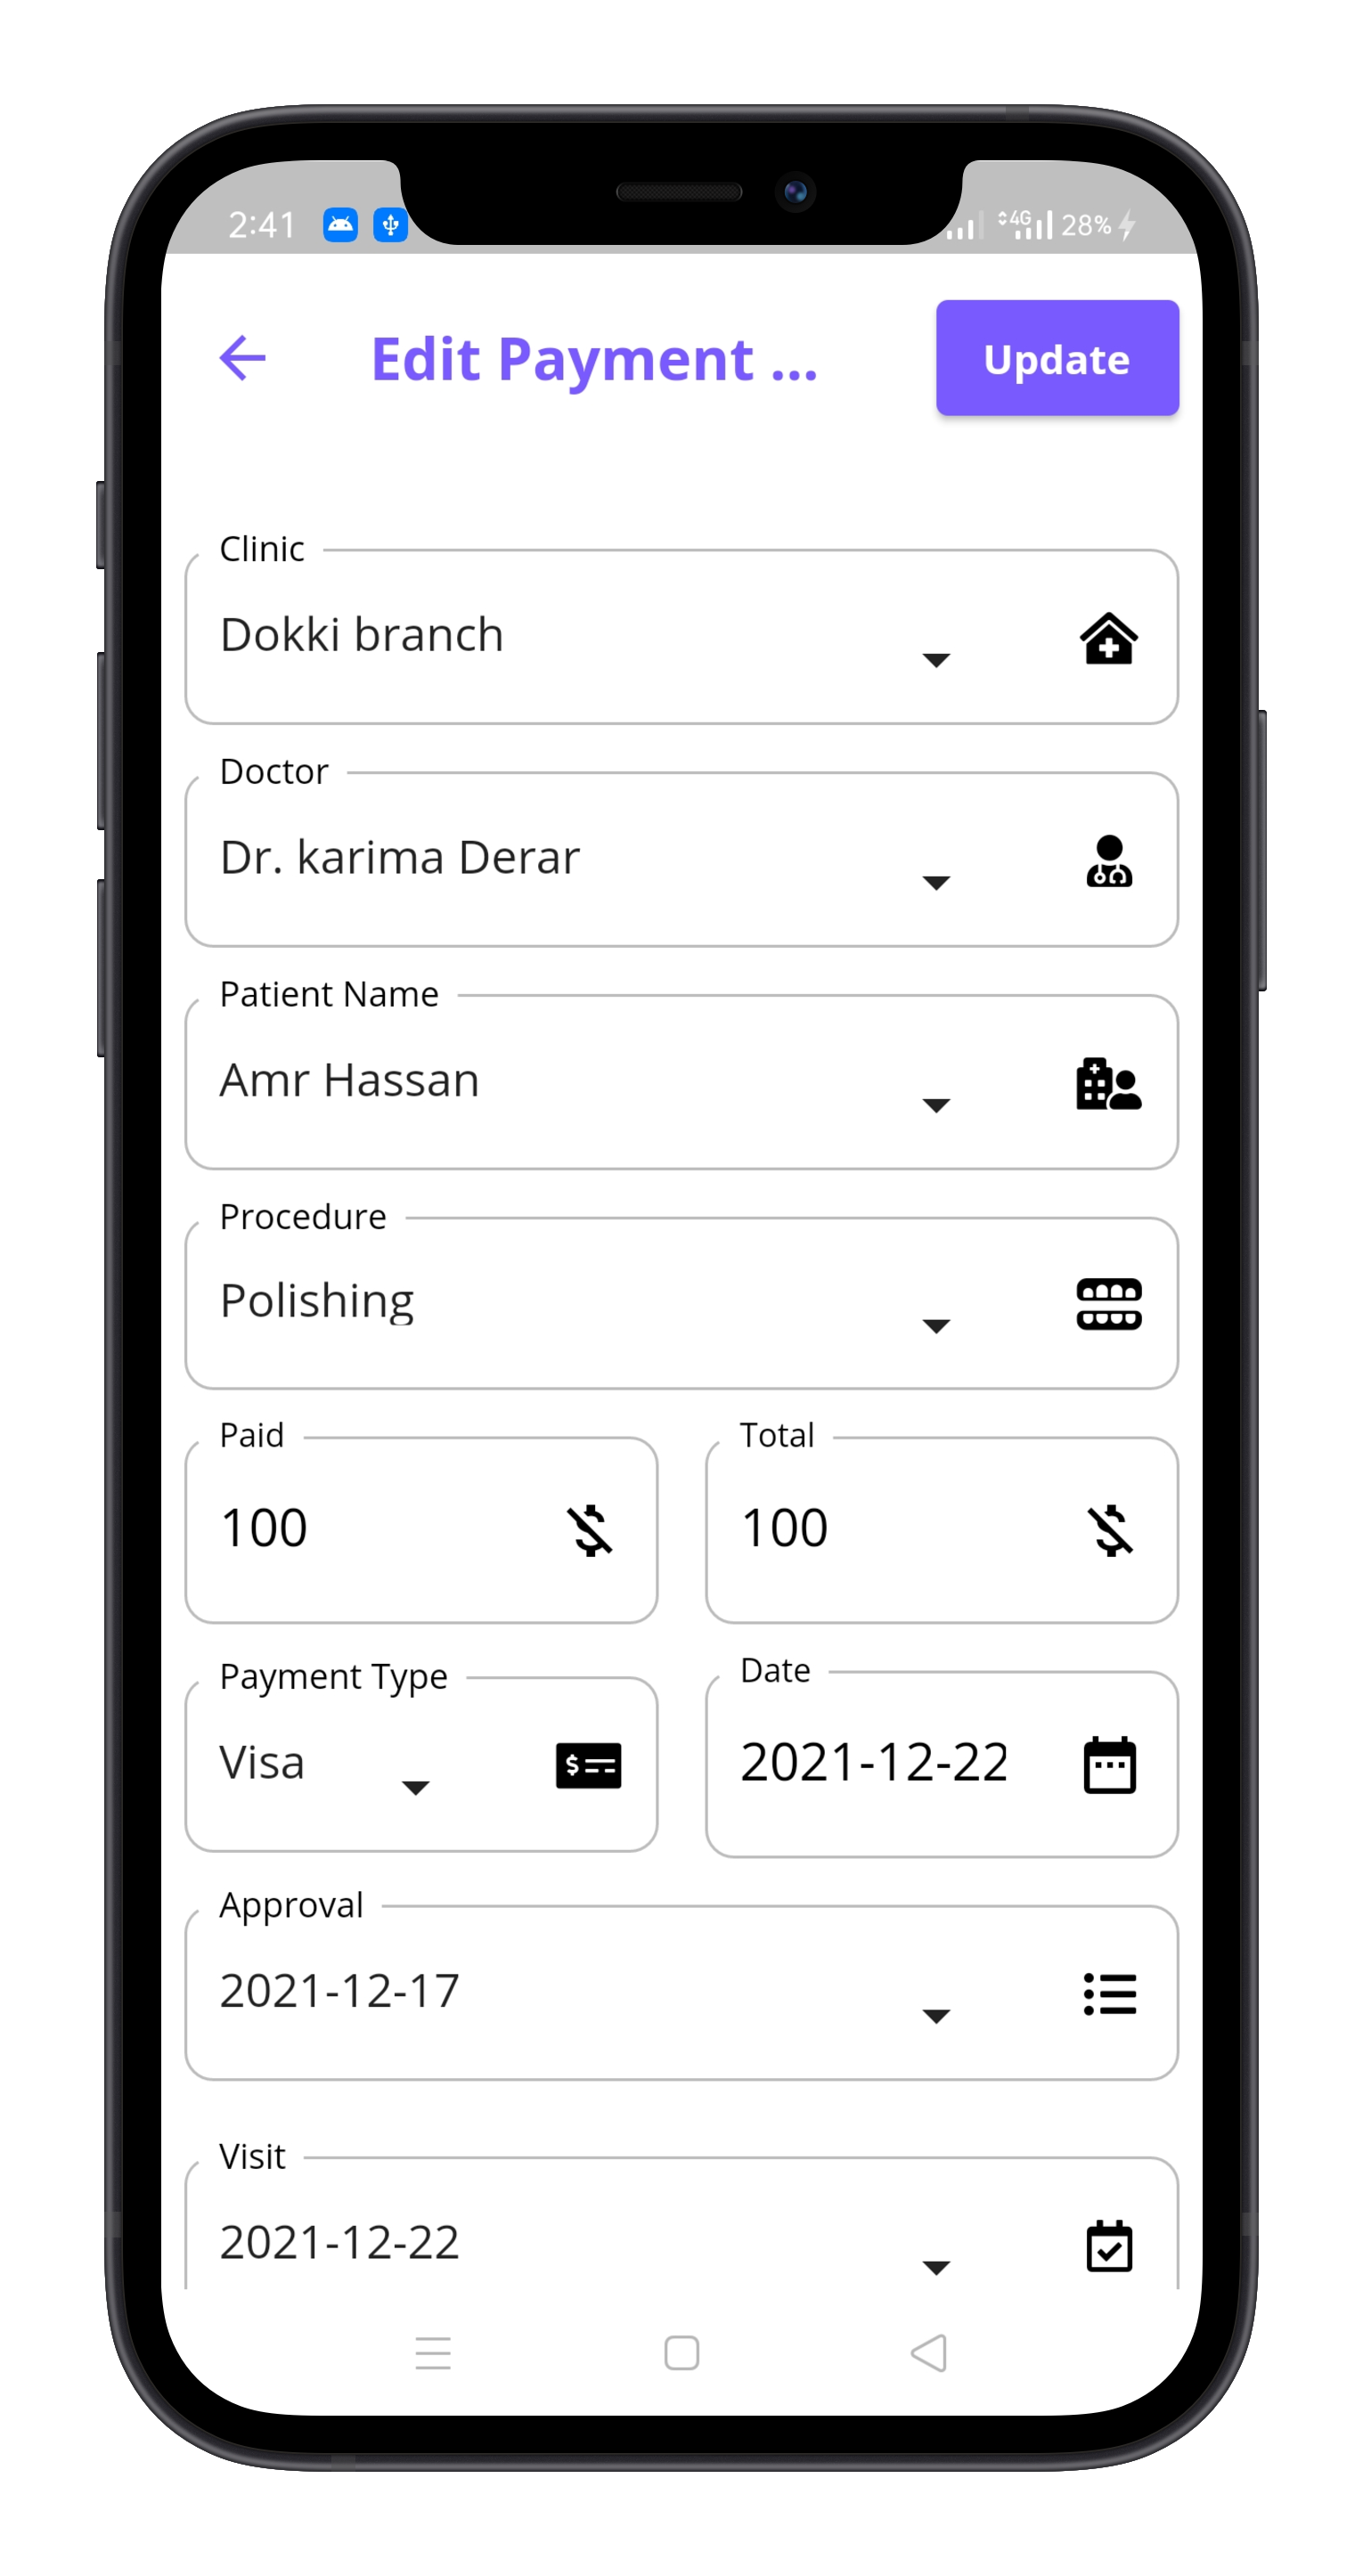 2:41 4G 28%
Edit Payment ... Update
Clinic
Dokki branch
Doctor
Dr. karima Derar
Patient Name
Amr Hassan
Procedure
Polishing
Paid Total
100 100
Payment Type Date
Visa 2021-12-22
Approval
2021-12-17
Visit
2021-12-22